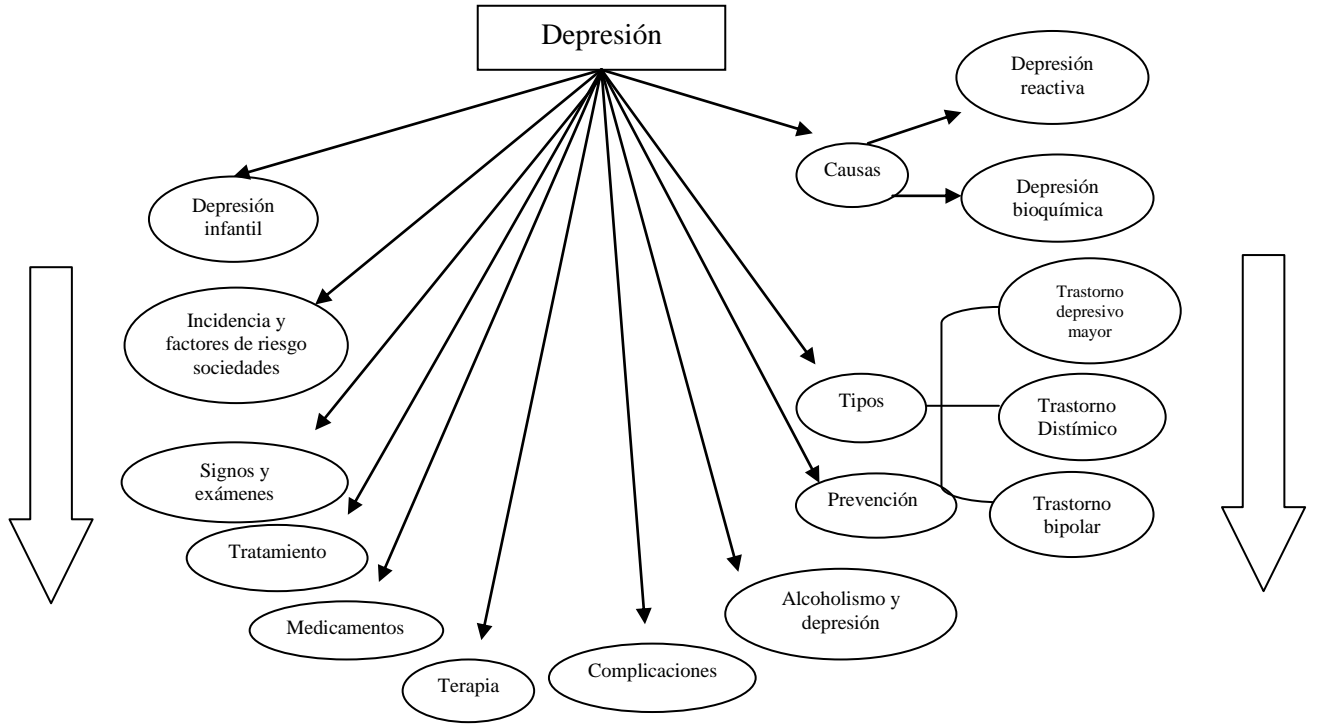 Depresión
Depresión
reactiva
Causas
Depresión
bioquímica
Depresión
infantil
Incidencia y
factores de riesgo
sociedades
Trastorno
depresivo
mayor
Tipos
Trastorno
Distímico
Signos y
exámenes
Prevención
Trastorno
bipolar
Tratamiento
Alcoholismo y
depresión
Medicamentos
Complicaciones
Terapia